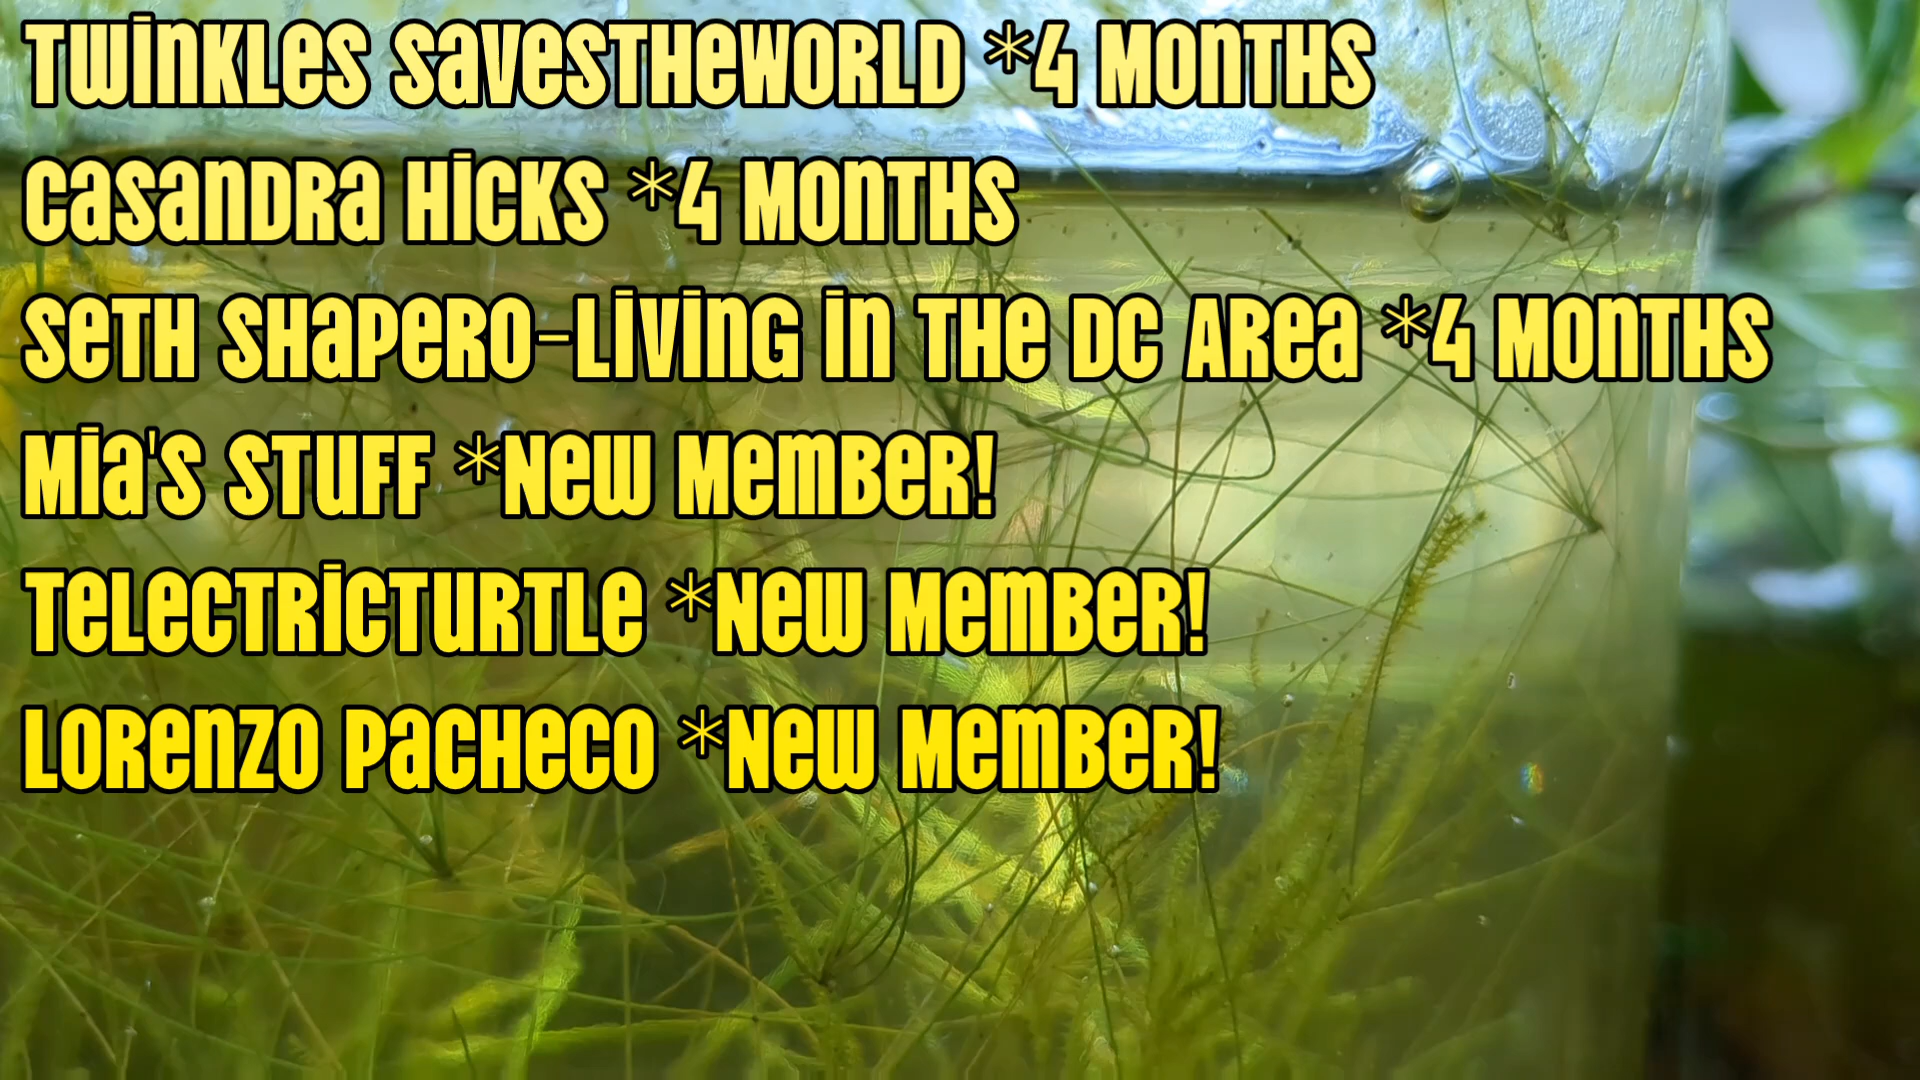 Twinkles Savestheworld *4 Months
Casandra Hicks *4 Months
Seth Shapero-Living in the DC Area *4 Months
Mia's Stuff *New Member!
Telectricturtle *New Member!
Lorenzo Pacheco *New Member!